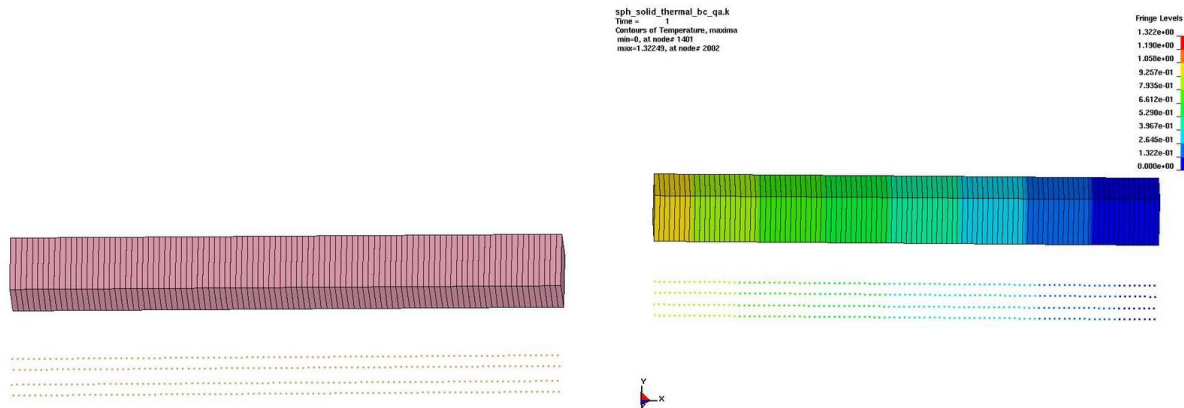 sph_solid_thermal_bc_qa.k
Time = 1
Contours of Temperature, maxima
min=0, at node# 1401
max=1.32249, at node# 2002
Fringe Levels
1.322e+00
1.190e+00
1.058e+00
9.257e-01
7.935e-01
6.612e-01
5.290e-01
3.967e-01
2.645e-01
1.322e-01
0.000e+00
Y
X